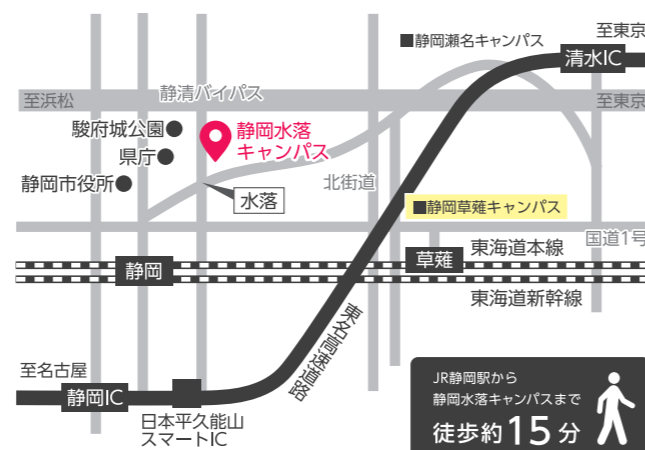 至東京
■静岡瀬名キャンパス
清水IC
至浜松
静清バイパス
至東京
駿府城公園●
静岡水落
キャンパス
県庁●
静岡市役所●
北街道
水落
■静岡草薙キャンパス
国道1号
静岡
草薙
東海道本線
東海道新幹線
東名高速道路
至名古屋
静岡IC
日本平久能山
スマートIC
JR静岡駅から
静岡水落キャンパスまで
徒歩約15分